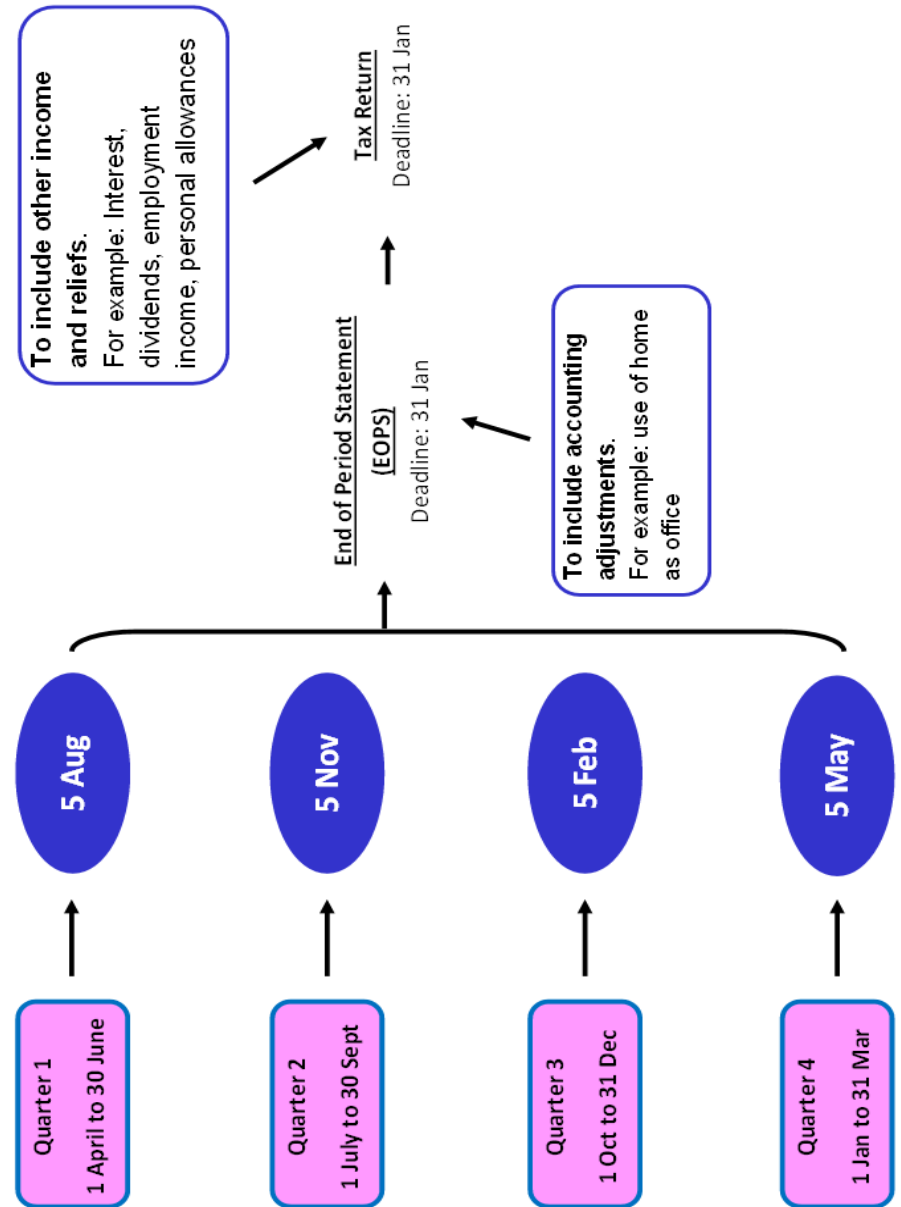 Quarter 1
1 April to 30 June
5 Aug
Quarter 2
1 July to 30 Sept
5 Nov
Quarter 3
1 Oct to 31 Dec
5 Feb
Quarter 4
1 Jan to 31 Mar
5 May
End of Period Statement
(EOPS)
Deadline: 31 Jan
To include accounting
adjustments.
For example: use of home
as office
Tax Return
Deadline: 31 Jan
To include other income
and reliefs.
For example: Interest,
dividends, employment
income, personal allowances